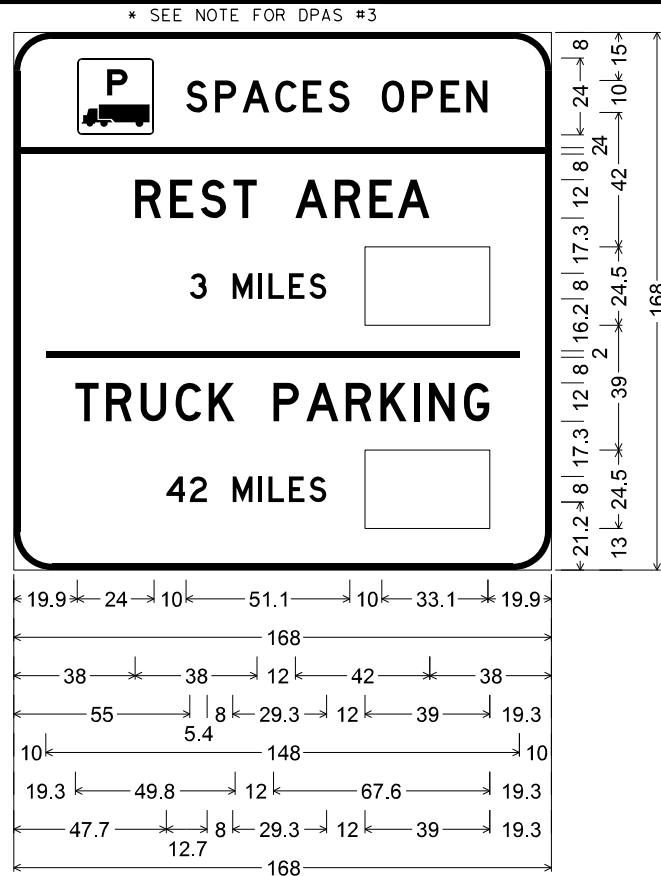 * SEE NOTE FOR DPAS #3
P SPACES OPEN
REST AREA
3 MILES
TRUCK PARKING
42 MILES
8
24
24
8
12
17.3
8
16.2
2
8
12
17.3
8
21.2
15
10
42
24.5
39
24.5
13
168
19.9 24 10 51.1 10 33.1 19.9
168
38 38 12 42 38
55 5.4 8 29.3 12 39 19.3
10 148 10
19.3 49.8 12 67.6 19.3
47.7 12.7 8 29.3 12 39 19.3
168